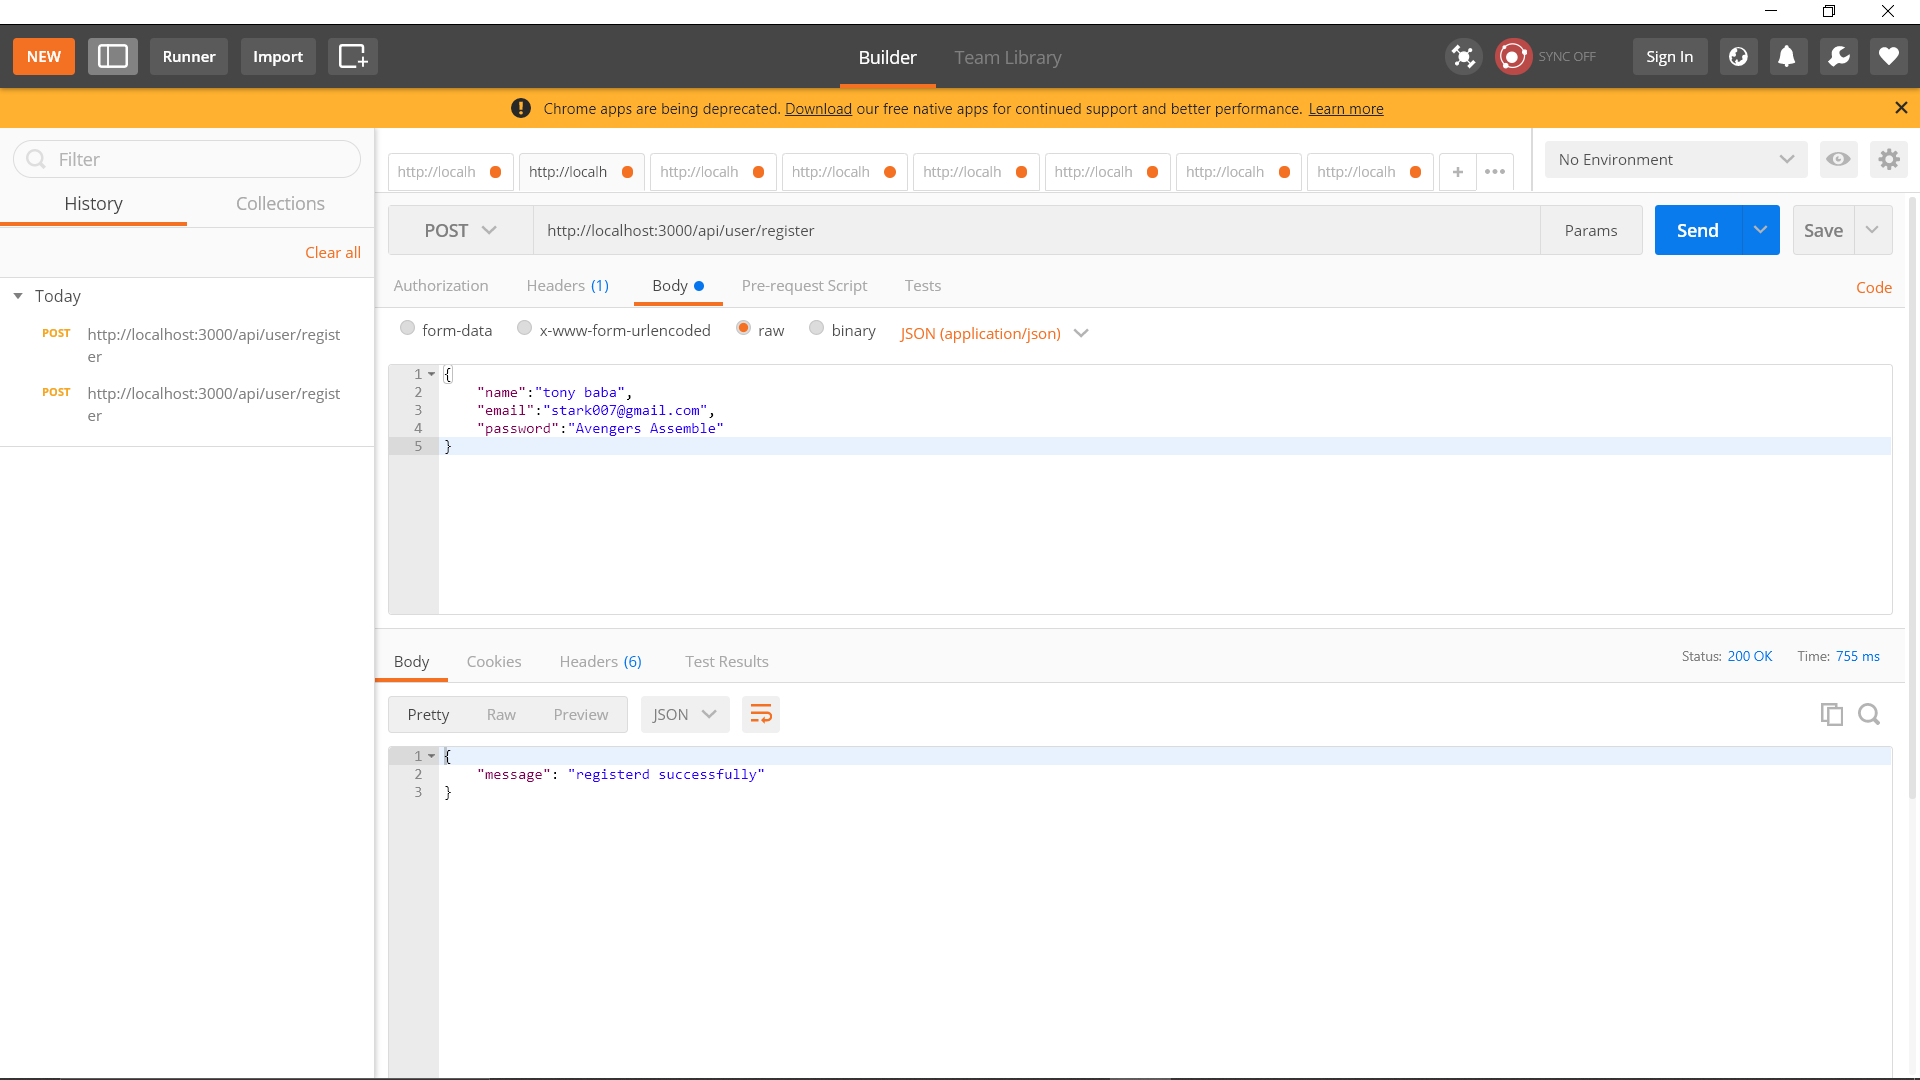 NEW
Runner
Import
Builder
Team Library
SYNC OFF
Sign In
Chrome apps are being deprecated. Download our free native apps for continued support and better performance. Learn more
Filter
History
Collections
Clear all
Today
POST http://localhost:3000/api/user/regist
er
POST http://localhost:3000/api/user/regist
er
http://localh
http://localh
http://localh
http://localh
http://localh
http://localh
http://localh
http://localh
+
•••
No Environment
POST
http://localhost:3000/api/user/register
Params
Send
Save
Authorization
Headers (1)
Body
Pre-request Script
Tests
Code
form-data
x-www-form-urlencoded
raw
binary
JSON (application/json)
1 {
2 "name":"tony baba",
3 "email":"stark007@gmail.com",
4 "password":"Avengers Assemble"
5 }
Body
Cookies
Headers (6)
Test Results
Status: 200 OK
Time: 755 ms
Pretty
Raw
Preview
JSON
1 {
2 "message": "registerd successfully"
3 }